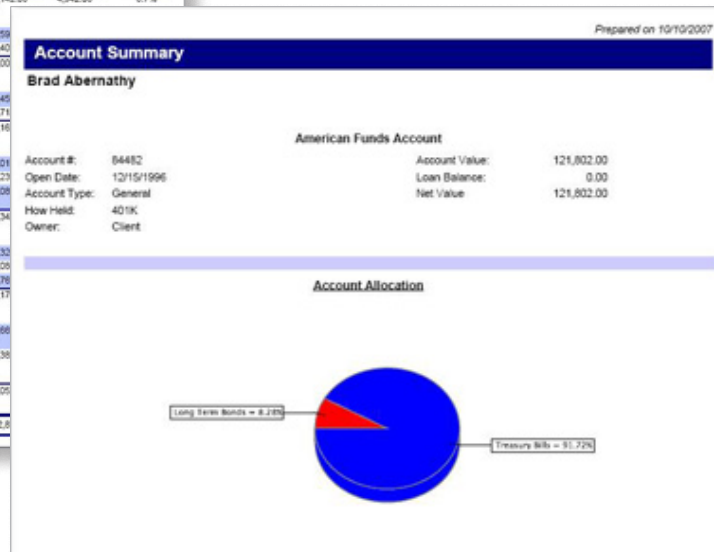 Prepared on 10/10/2007
Account Summary
Brad Abernathy
American Funds Account
Account #: 84482 Account Value: 121,802.00
Open Date: 12/15/1996 Loan Balance: 0.00
Account Type: General Net Value 121,802.00
How Held: 401K
Owner: Client
Account Allocation
Long Term Bonds = 8.28%
Treasury Bills = 91.72%